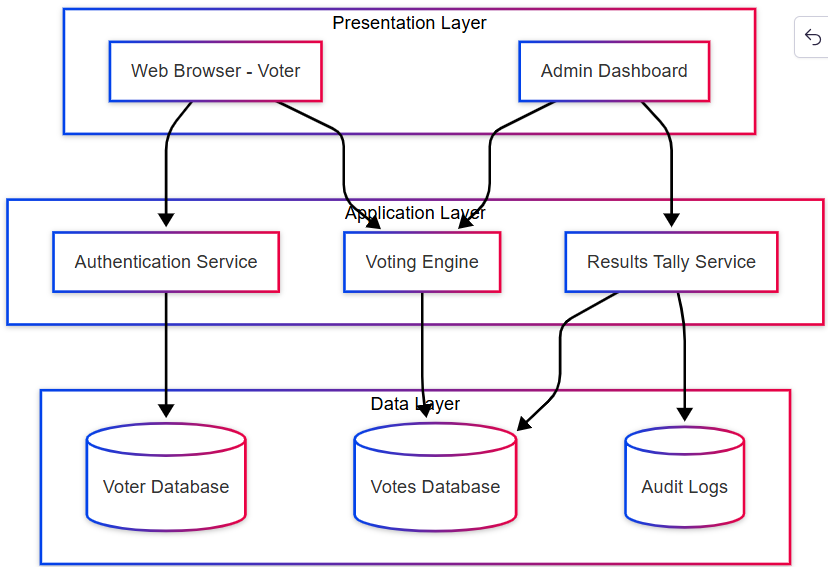 Presentation Layer
Web Browser - Voter
Admin Dashboard
Application Layer
Authentication Service
Voting Engine
Results Tally Service
Data Layer
Voter Database
Votes Database
Audit Logs